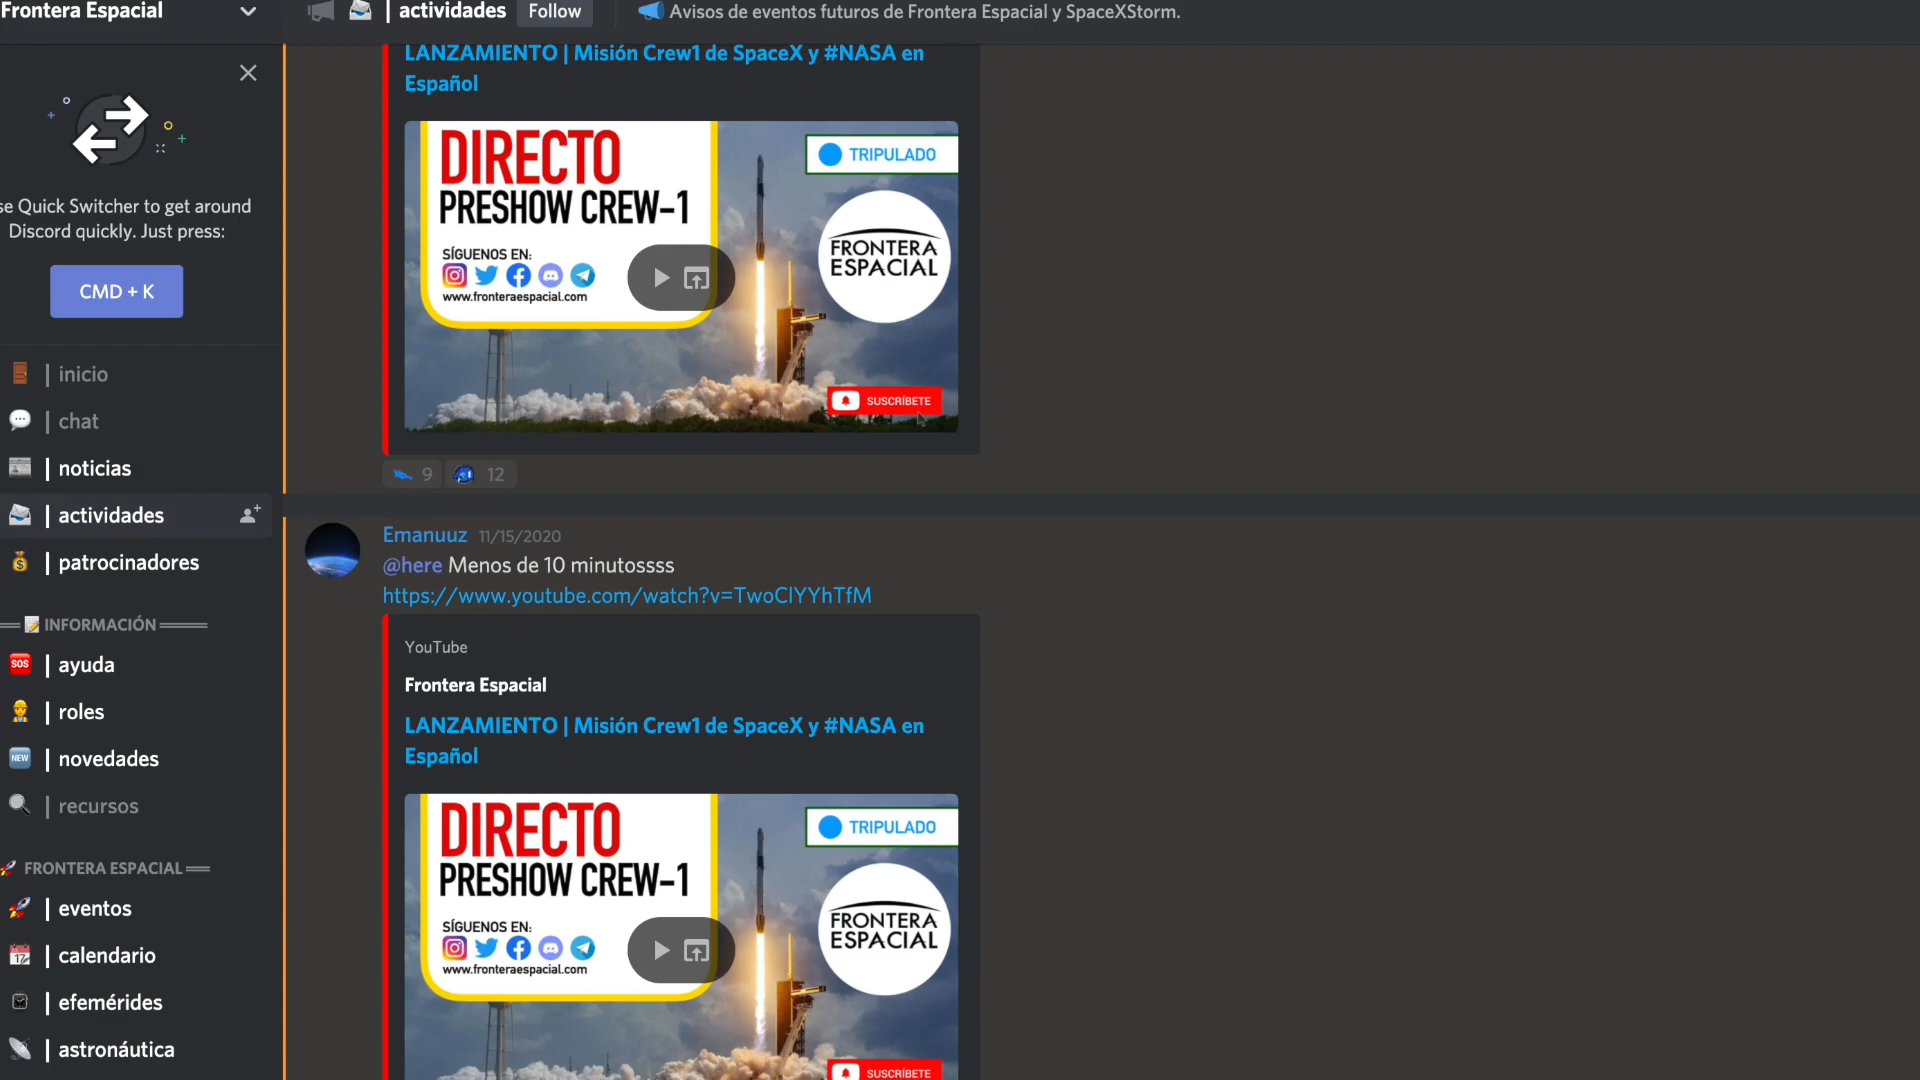 Frontera Espacial
| actividades
Follow
Avisos de eventos futuros de Frontera Espacial y SpaceXStorm.
se Quick Switcher to get around
Discord quickly. Just press:
CMD + K
| inicio
| chat
| noticias
| actividades
| patrocinadores
INFORMACIÓN
SOS | ayuda
| roles
NEW | novedades
| recursos
FRONTERA ESPACIAL
| eventos
17 | calendario
| efemérides
| astronáutica
LANZAMIENTO | Misión Crew1 de SpaceX y #NASA en
Español
DIRECTO
PRESHOW CREW-1
SÍGUENOS EN:
www.fronteraespacial.com
TRIPULADO
FRONTERA
ESPACIAL
SUSCRÍBETE
9
12
Emanuuz 11/15/2020
@here Menos de 10 minutossss
https://www.youtube.com/watch?v=TwoClYYhTfM
YouTube
Frontera Espacial
LANZAMIENTO | Misión Crew1 de SpaceX y #NASA en
Español
DIRECTO
PRESHOW CREW-1
SÍGUENOS EN:
www.fronteraespacial.com
TRIPULADO
FRONTERA
ESPACIAL
SUSCRÍBETE